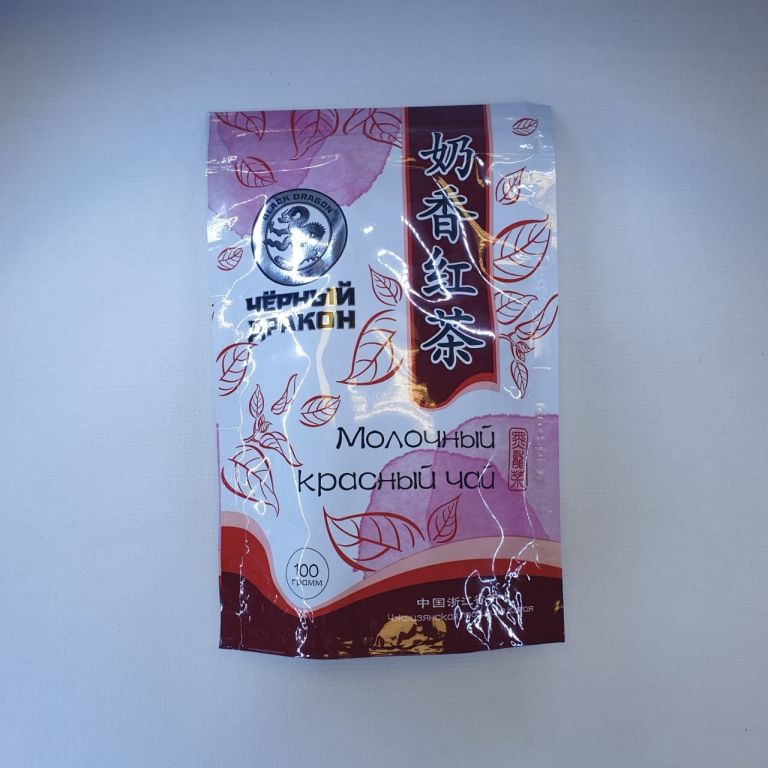 奶香红茶
BLACK DRAGON
ЧЁРНЫЙ
ДРАКОН
Молочный
красный чай
100
грамм
中国浙江